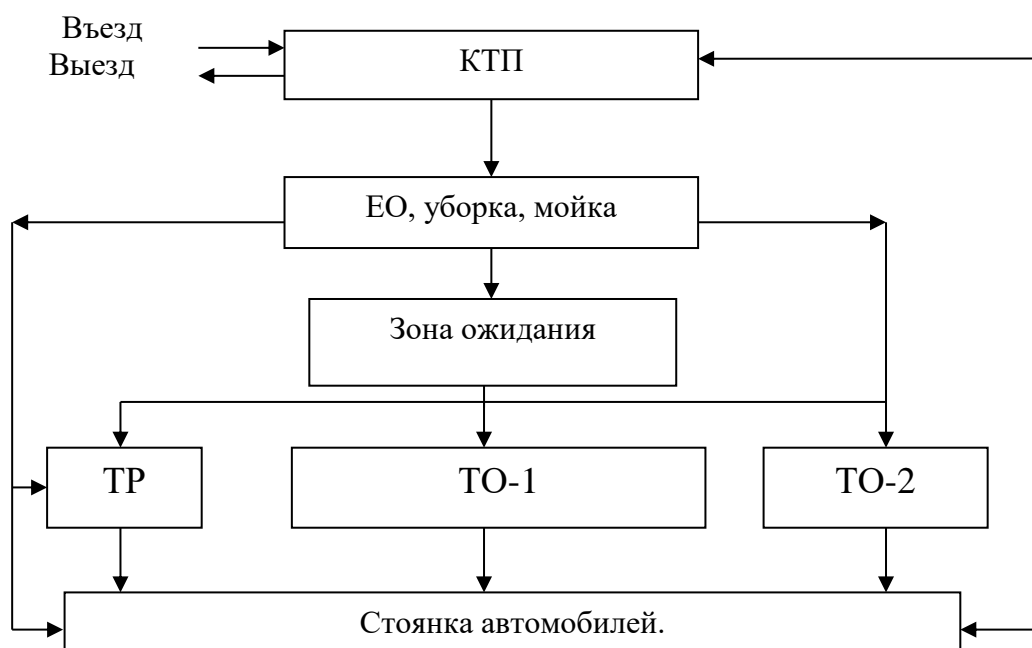 Въезд
Выезд
КТП
ЕО, уборка, мойка
Зона ожидания
ТР
ТО-1
ТО-2
Стоянка автомобилей.